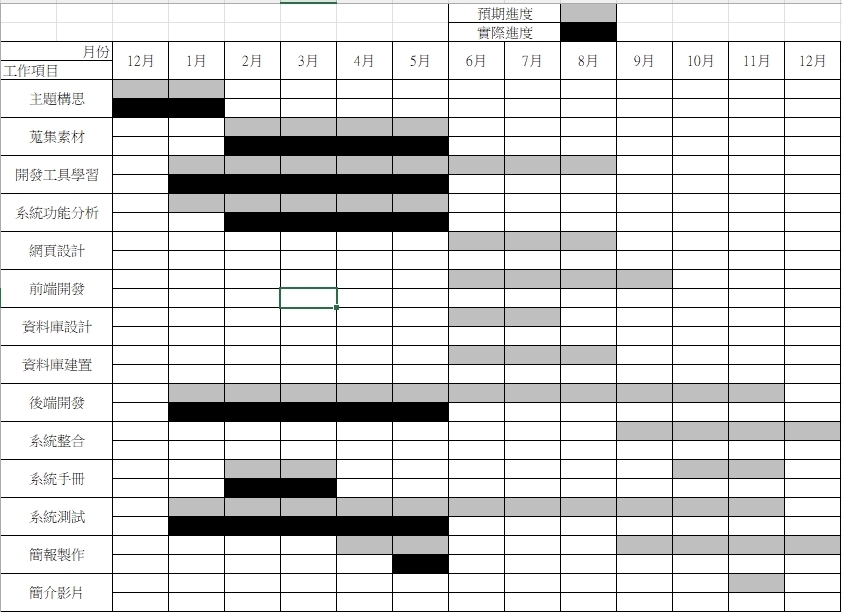 預期進度
實際進度
月份
工作項目
12月 1月 2月 3月 4月 5月 6月 7月 8月 9月 10月 11月 12月
主題構思
蒐集素材
開發工具學習
系統功能分析
網頁設計
前端開發
資料庫設計
資料庫建置
後端開發
系統整合
系統手冊
系統測試
簡報製作
簡介影片